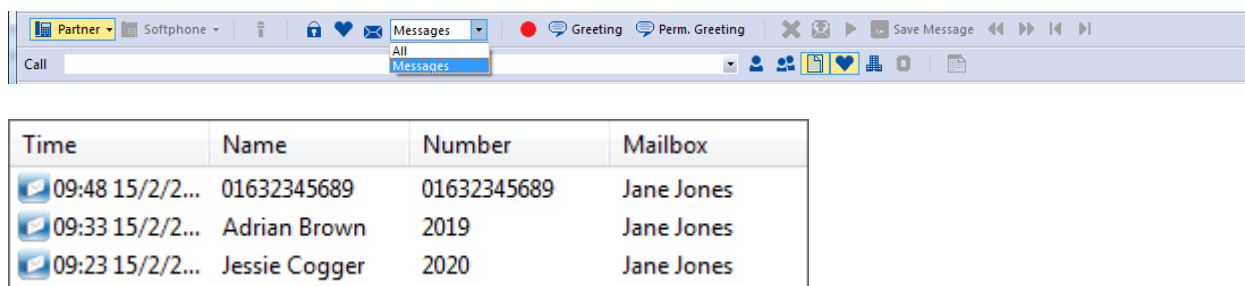 Partner Softphone Messages Greeting Perm. Greeting Save Message
All
Call Messages
Time Name Number Mailbox
09:48 15/2/2... 01632345689 01632345689 Jane Jones
09:33 15/2/2... Adrian Brown 2019 Jane Jones
09:23 15/2/2... Jessie Cogger 2020 Jane Jones